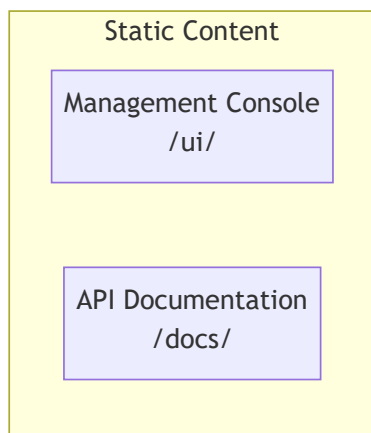 Static Content
Management Console
/ui/
API Documentation
/docs/